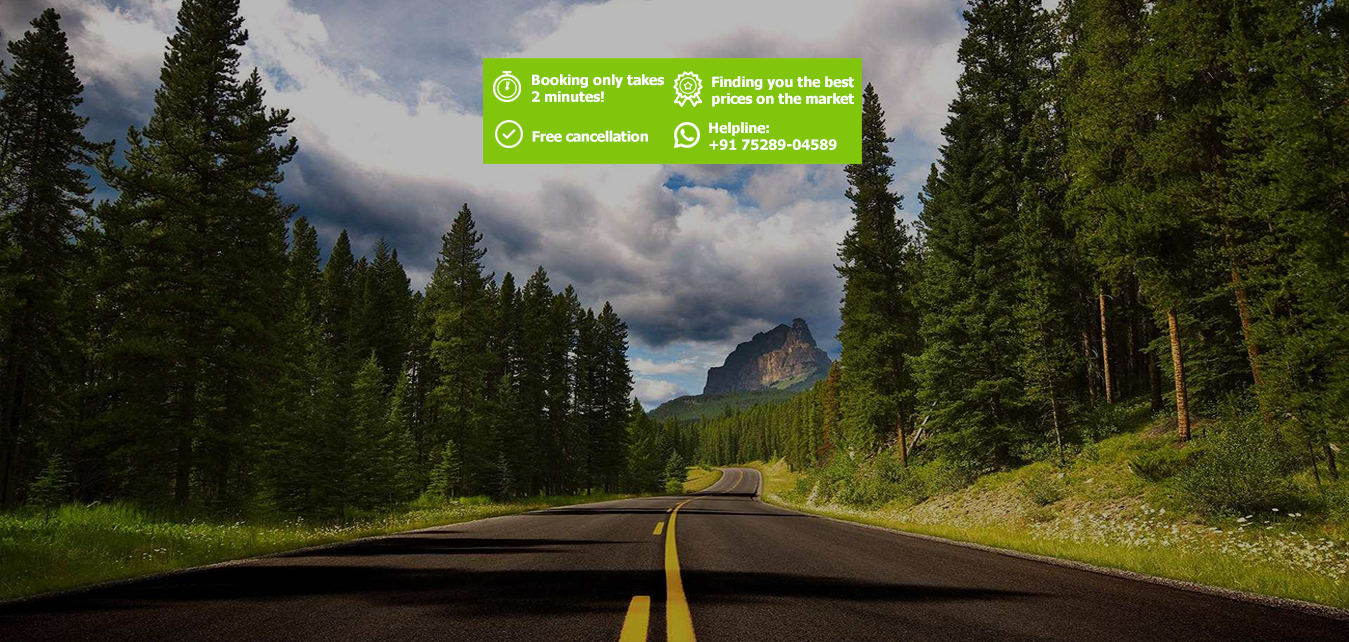 Booking only takes
2 minutes!
Finding you the best
prices on the market
Free cancellation
Helpline:
+91 75289-04589